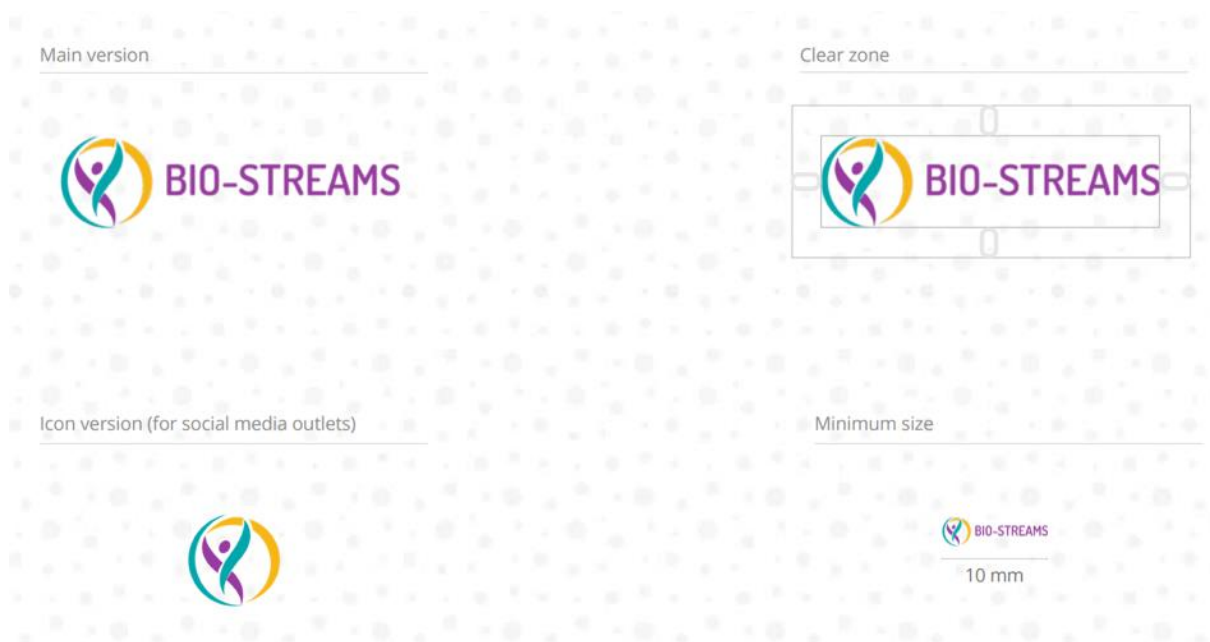 Main version
BIO-STREAMS
Clear zone
BIO-STREAMS
Icon version (for social media outlets)
Minimum size
BIO-STREAMS
10 mm